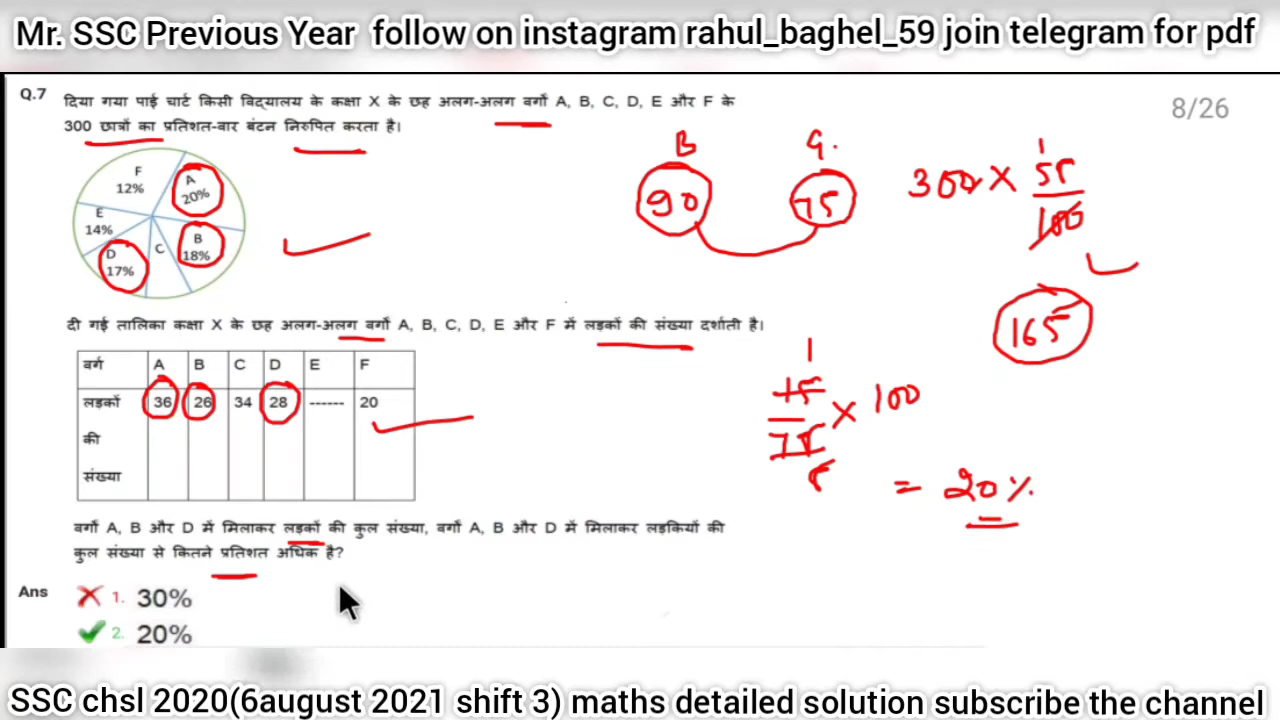 Mr. SSC Previous Year follow on instagram rahul_baghel_59 join telegram for pdf
Q.7 दिया गया पाई चार्ट किसी विद्यालय के कक्षा X के छह अलग-अलग वर्गों A, B, C, D, E और F के
300 छात्रों का प्रतिशत-वार बंटन निरुपित करता है।
8/26
F
12%
A
20%
E
14%
B
18%
C
D
17%
B G.
90 75
300 × 55/100
165
दी गई तालिका कक्षा X के छह अलग-अलग वर्गों A, B, C, D, E और F में लड़कों की संख्या दर्शाती है।
वर्ग A B C D E F
लड़कों 36 26 34 28 ------ 20
की
संख्या
1
15/75 × 100
5
= 20%
वर्गों A, B और D में मिलाकर लड़कों की कुल संख्या, वर्गों A, B और D में मिलाकर लड़कियों की
कुल संख्या से कितने प्रतिशत अधिक है?
Ans 1. 30%
2. 20%
SSC chsl 2020(6august 2021 shift 3) maths detailed solution subscribe the channel